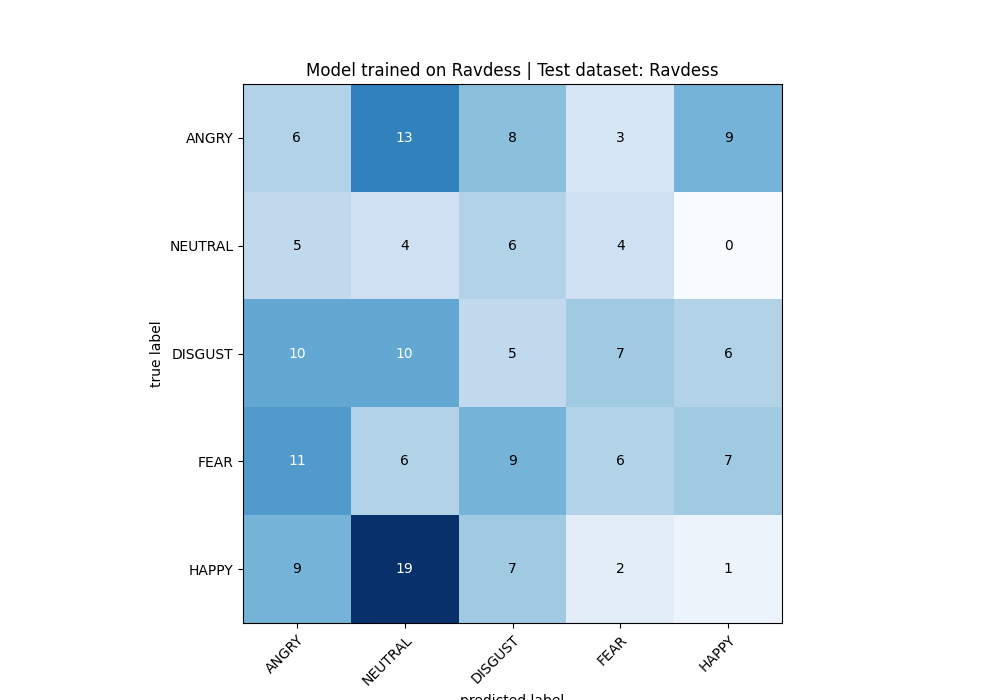 Model trained on Ravdess | Test dataset: Ravdess
ANGRY 6 13 8 3 9
NEUTRAL 5 4 6 4 0
true label
DISGUST 10 10 5 7 6
FEAR 11 6 9 6 7
HAPPY 9 19 7 2 1
ANGRY NEUTRAL DISGUST FEAR HAPPY
predicted label